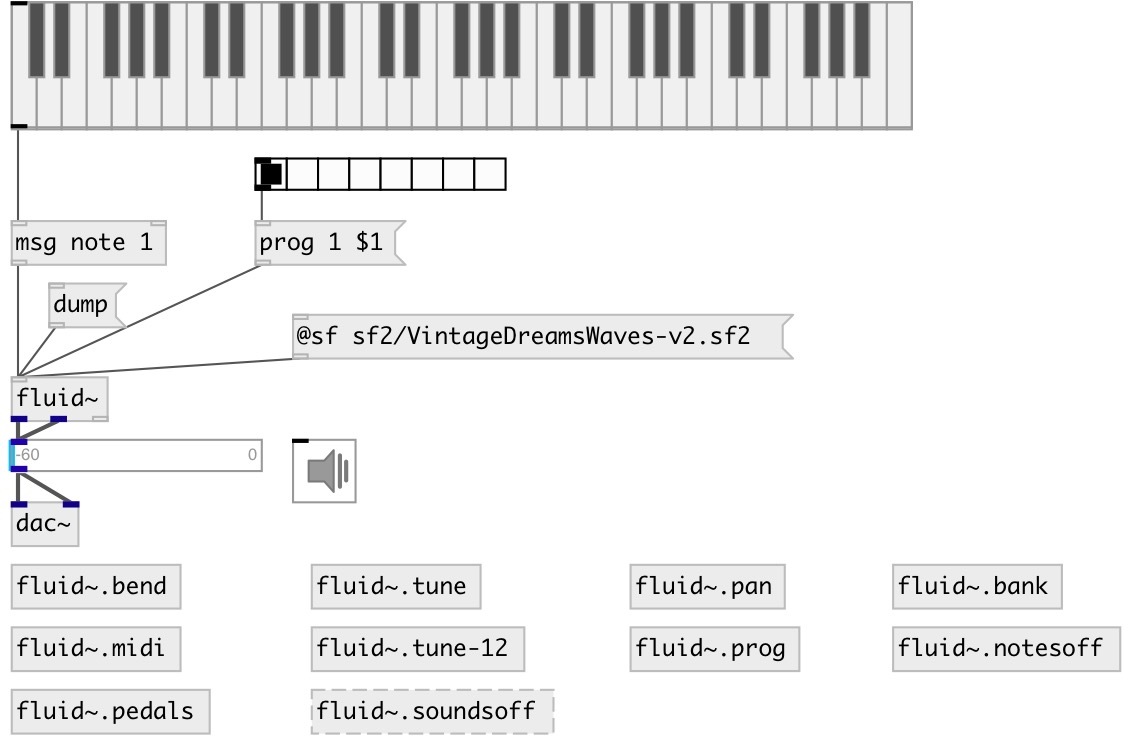 msg note 1
prog 1 $1
dump
@sf sf2/VintageDreamsWaves-v2.sf2
fluid~
-60 0
dac~
fluid~.bend fluid~.tune fluid~.pan fluid~.bank
fluid~.midi fluid~.tune-12 fluid~.prog fluid~.notesoff
fluid~.pedals fluid~.soundsoff